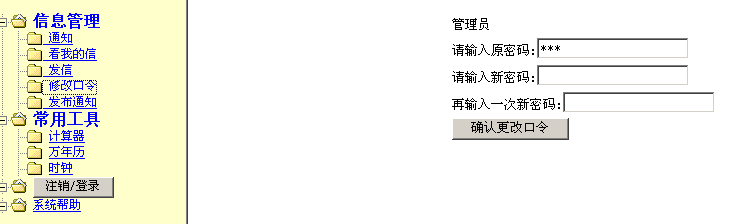 信息管理
通知
看我的信
发信
修改口令
发布通知
常用工具
计算器
万年历
时钟
注销/登录
系统帮助
管理员
请输入原密码:***
请输入新密码:
再输入一次新密码:
确认更改口令